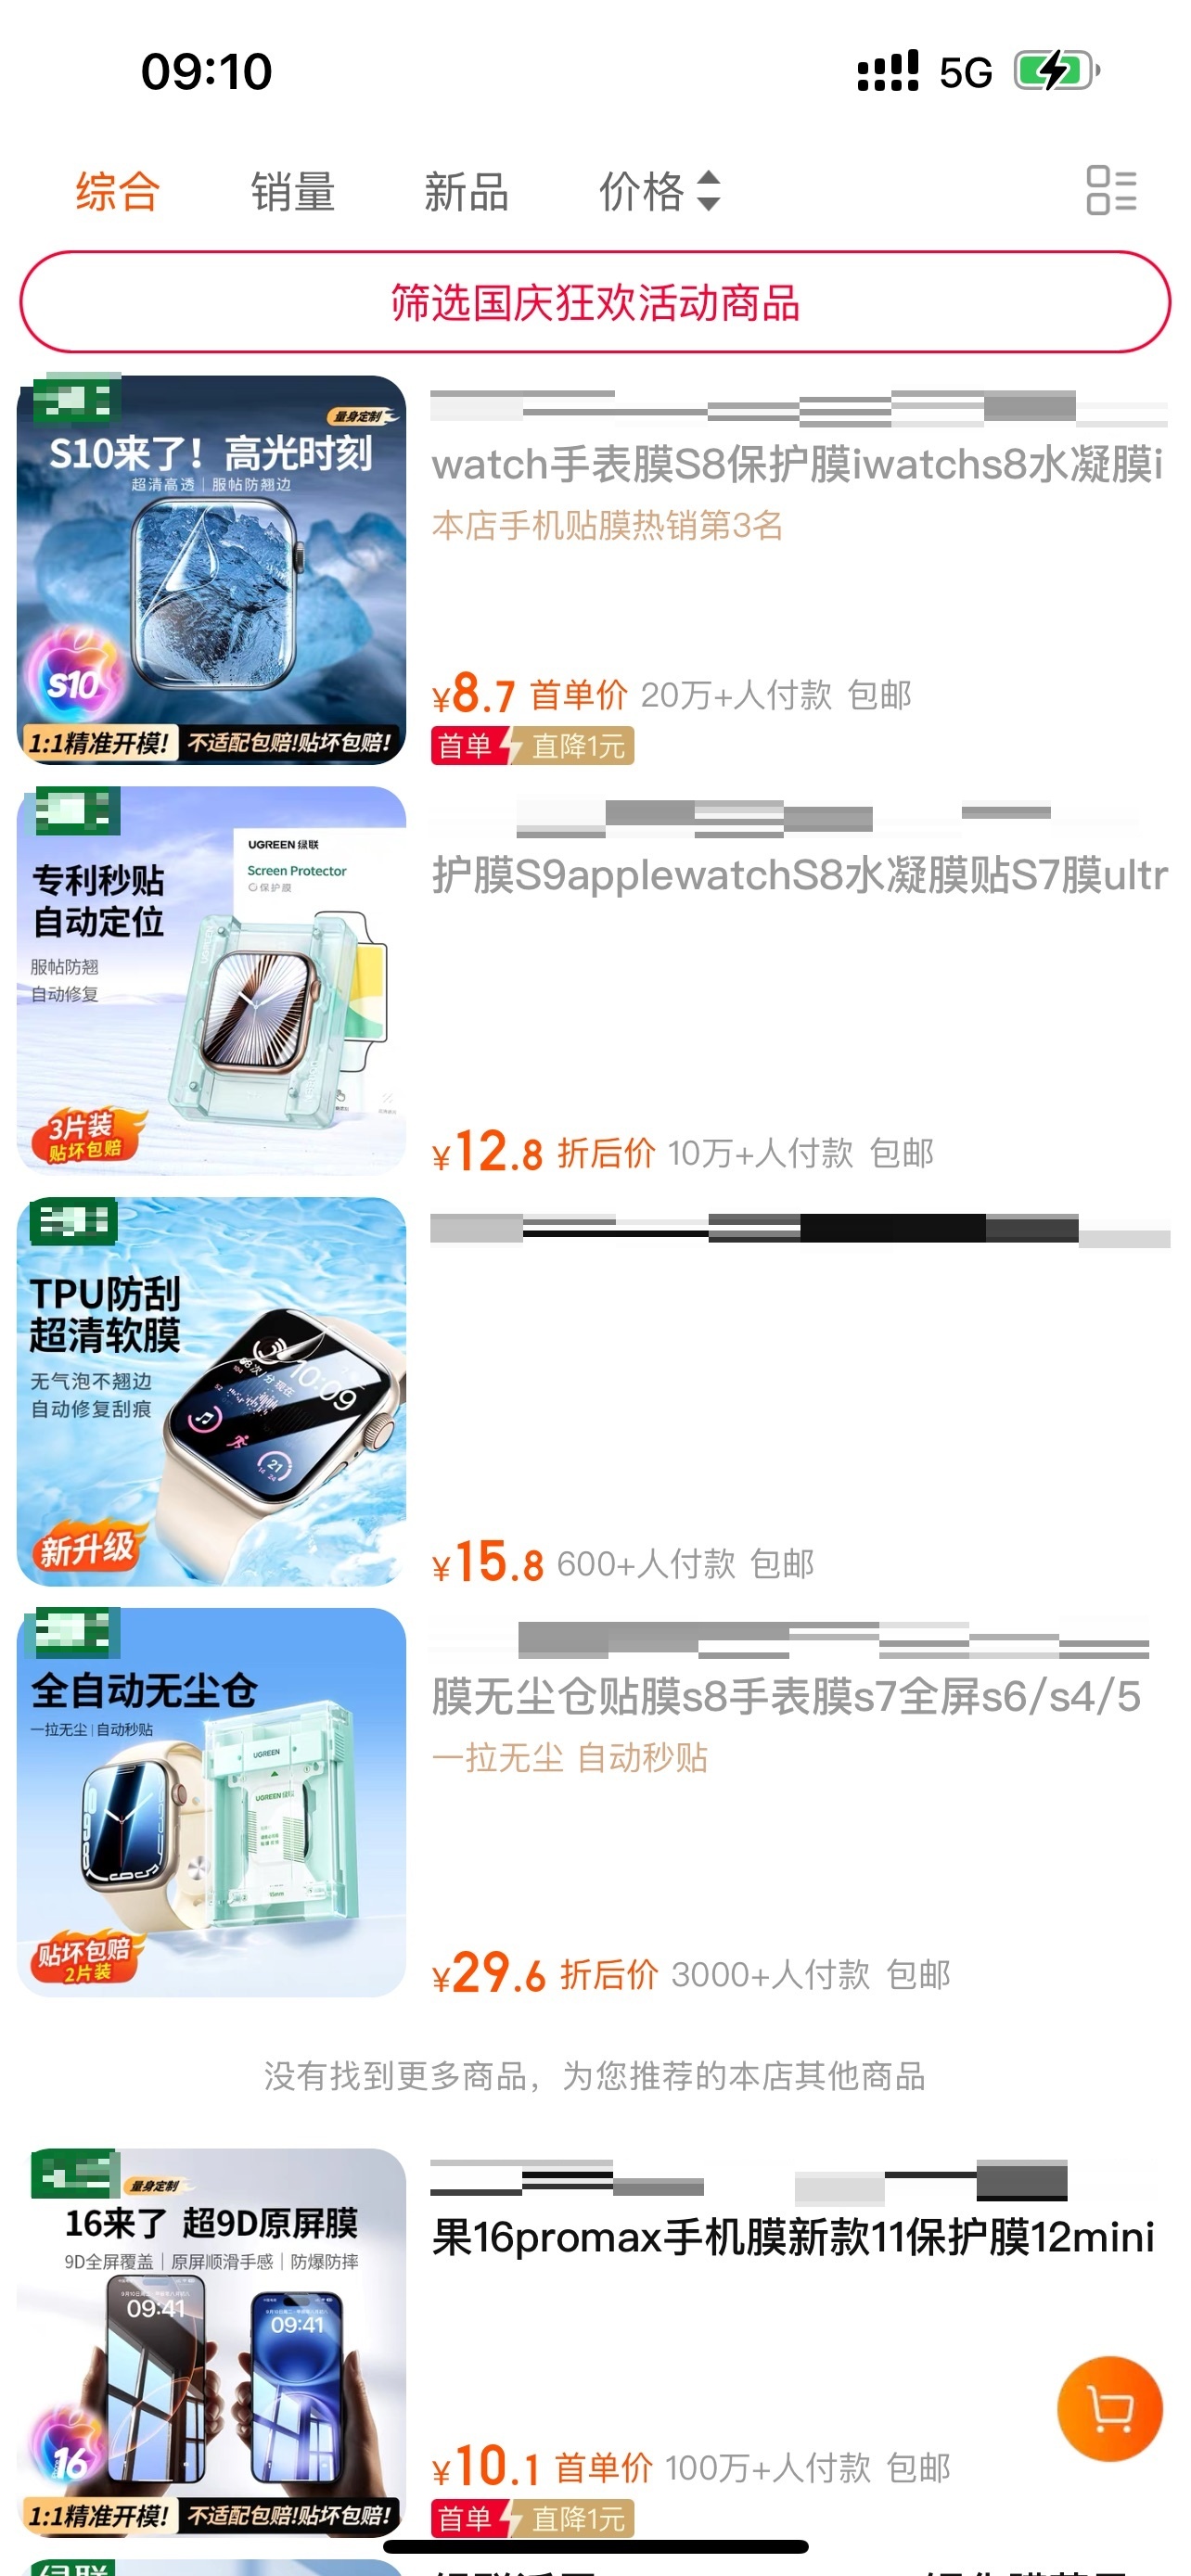 09:10
5G
综合 销量 新品 价格
筛选国庆狂欢活动商品
量身定制
S10来了！高光时刻
超清高透｜服帖防翘边
S10
1:1精准开模! 不适配包赔!贴坏包赔!
watch手表膜S8保护膜iwatchs8水凝膜i
本店手机贴膜热销第3名
¥8.7 首单价 20万+人付款 包邮
首单 直降1元
UGREEN 绿联
Screen Protector
保护膜
专利秒贴
自动定位
服帖防翘
自动修复
3片装
贴坏包赔
护膜S9applewatchS8水凝膜贴S7膜ultr
¥12.8 折后价 10万+人付款 包邮
TPU防刮
超清软膜
无气泡不翘边
自动修复刮痕
10:09
21
新升级
¥15.8 600+人付款 包邮
全自动无尘仓
一拉无尘｜自动秒贴
UGREEN
UGREEN 绿联
贴坏包赔
2片装
膜无尘仓贴膜s8手表膜s7全屏s6/s4/5
一拉无尘 自动秒贴
¥29.6 折后价 3000+人付款 包邮
没有找到更多商品，为您推荐的本店其他商品
量身定制
16来了 超9D原屏膜
9D全屏覆盖｜原屏顺滑手感｜防爆防摔
09:41
09:41
16
1:1精准开模! 不适配包赔!贴坏包赔!
果16promax手机膜新款11保护膜12mini
¥10.1 首单价 100万+人付款 包邮
首单 直降1元